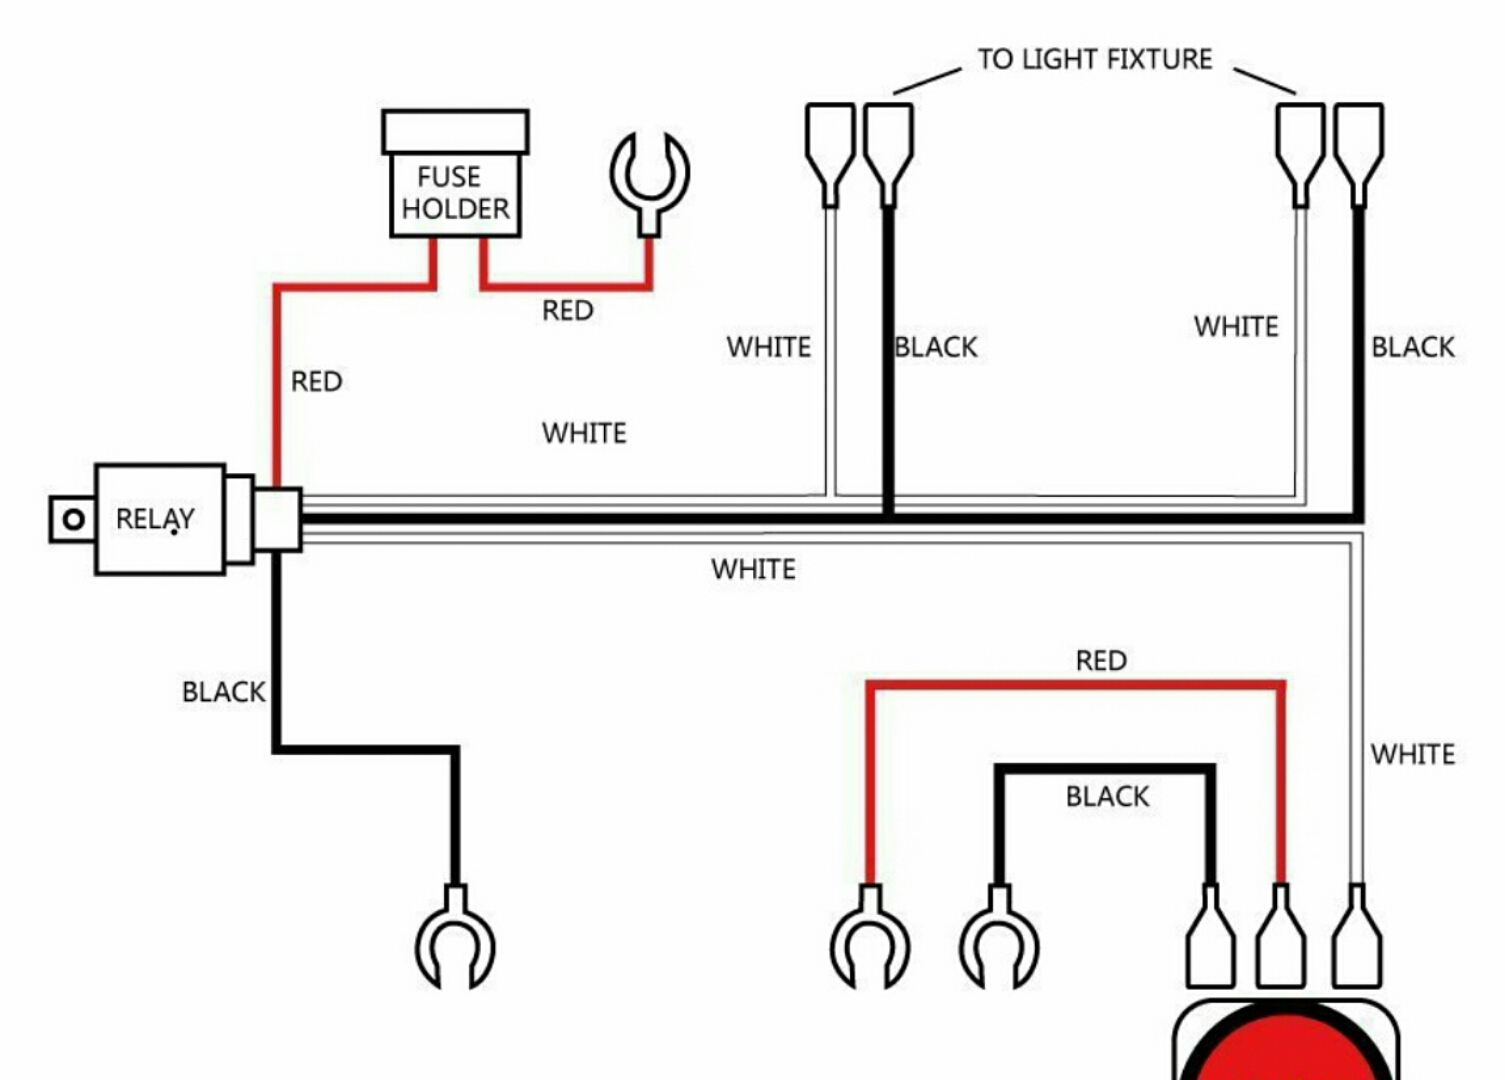 TO LIGHT FIXTURE
FUSE
HOLDER
RED
WHITE
BLACK
WHITE
BLACK
RED
WHITE
RELAY
WHITE
RED
BLACK
WHITE
BLACK